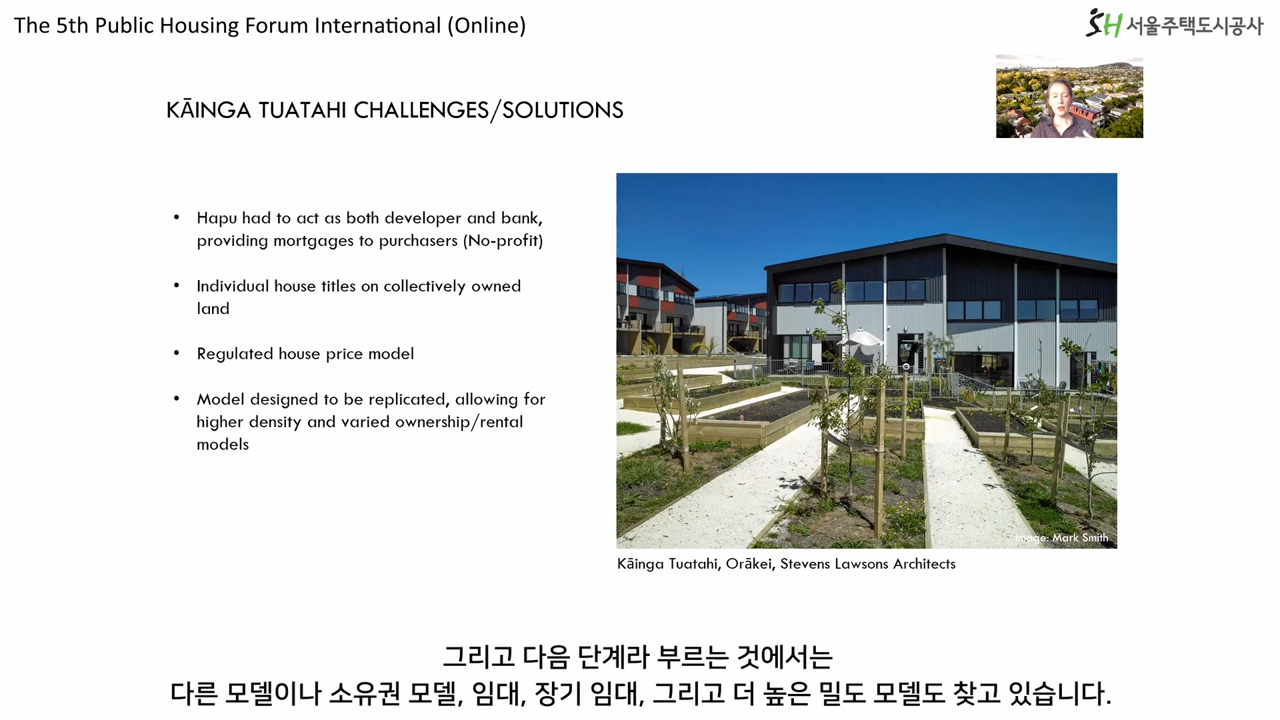 The 5th Public Housing Forum International (Online)
SH 서울주택도시공사
KĀINGA TUATAHI CHALLENGES/SOLUTIONS
• Hapu had to act as both developer and bank,
providing mortgages to purchasers (No-profit)
• Individual house titles on collectively owned
land
• Regulated house price model
• Model designed to be replicated, allowing for
higher density and varied ownership/rental
models
Image: Mark Smith
Kāinga Tuatahi, Orākei, Stevens Lawsons Architects
그리고 다음 단계라 부르는 것에서는
다른 모델이나 소유권 모델, 임대, 장기 임대, 그리고 더 높은 밀도 모델도 찾고 있습니다.